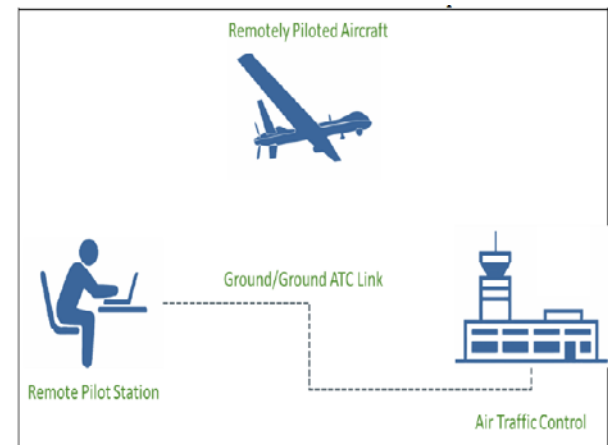 Remotely Piloted Aircraft
Ground/Ground ATC Link
Remote Pilot Station
Air Traffic Control